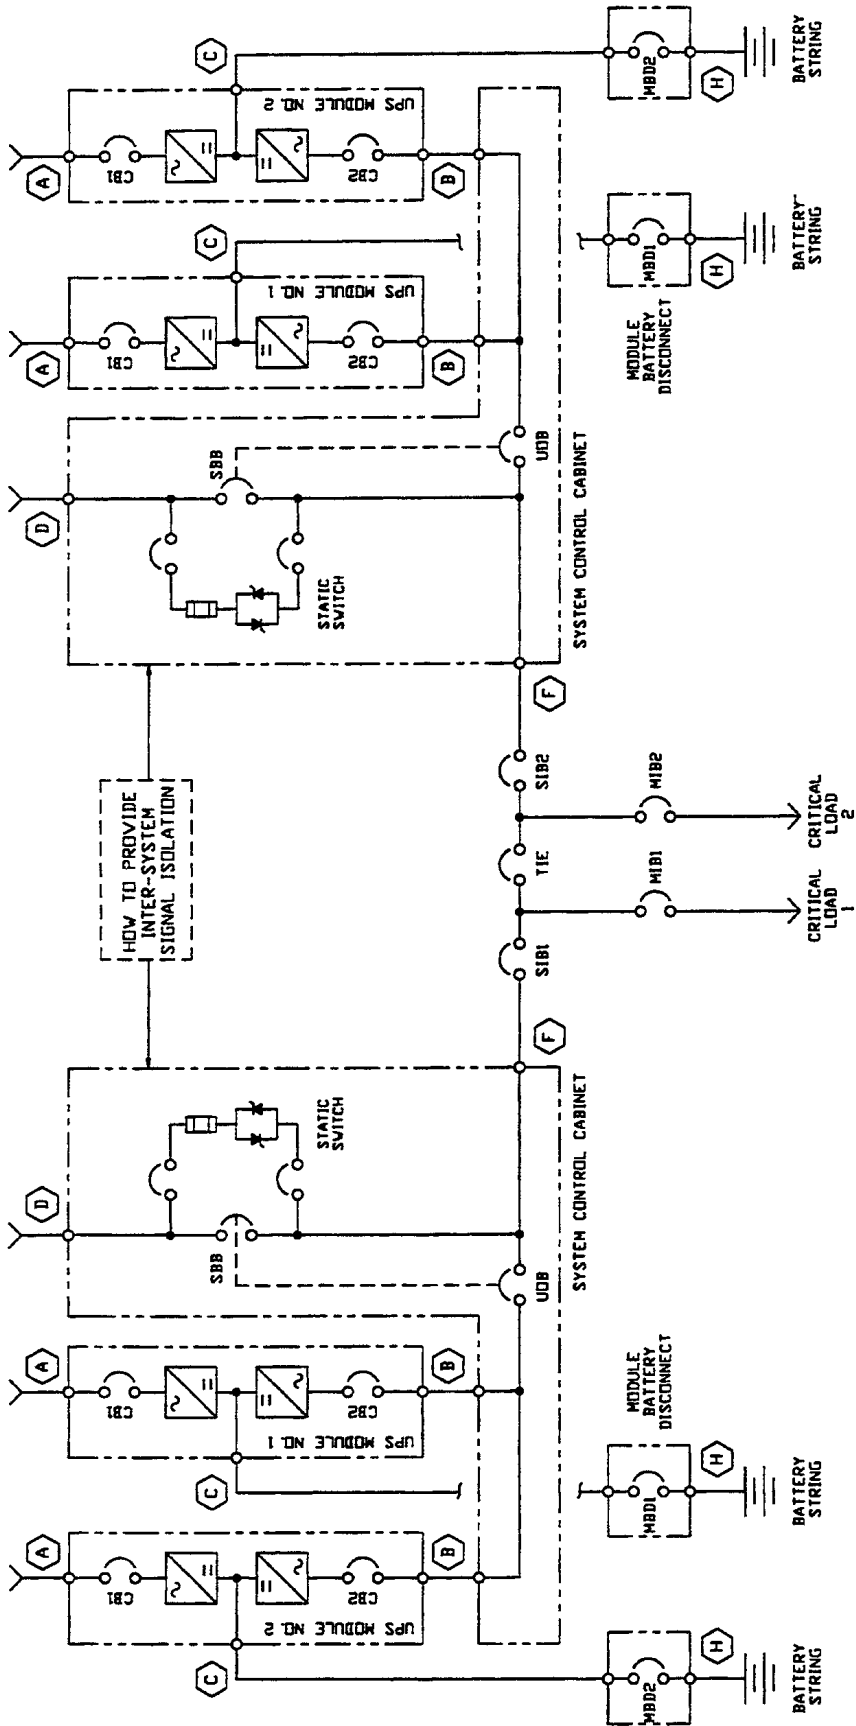 A
CB1
CB2
UPS MODULE NO. 2
B
C
A
CB1
CB2
UPS MODULE NO. 1
B
C
D
SBB
STATIC
SWITCH
UOB
SYSTEM CONTROL CABINET
F
MBD2
H
BATTERY
STRING
MBD1
H
BATTERY
STRING
MODULE
BATTERY
DISCONNECT
HOW TO PROVIDE
INTER-SYSTEM
SIGNAL ISOLATION
SIB2
TIE
SIB1
MIB2
MIB1
CRITICAL
LOAD
2
CRITICAL
LOAD
1
F
D
SBB
STATIC
SWITCH
UOB
SYSTEM CONTROL CABINET
A
CB1
CB2
UPS MODULE NO. 1
B
C
A
CB1
CB2
UPS MODULE NO. 2
B
C
MODULE
BATTERY
DISCONNECT
MBD1
H
BATTERY
STRING
MBD2
H
BATTERY
STRING